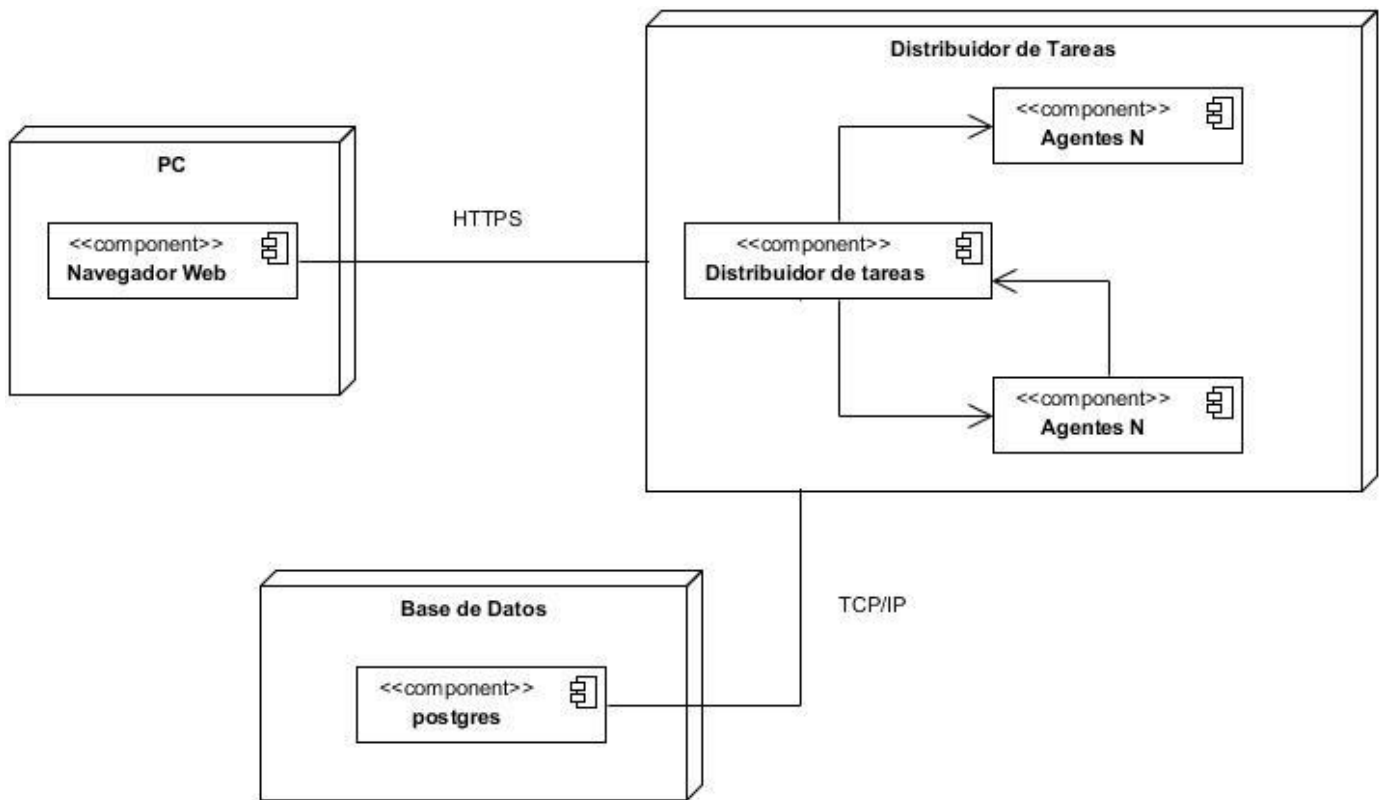 Distribuidor de Tareas
<<component>>
Agentes N
PC
<<component>>
Navegador Web
HTTPS
<<component>>
Distribuidor de tareas
<<component>>
Agentes N
Base de Datos
TCP/IP
<<component>>
postgres